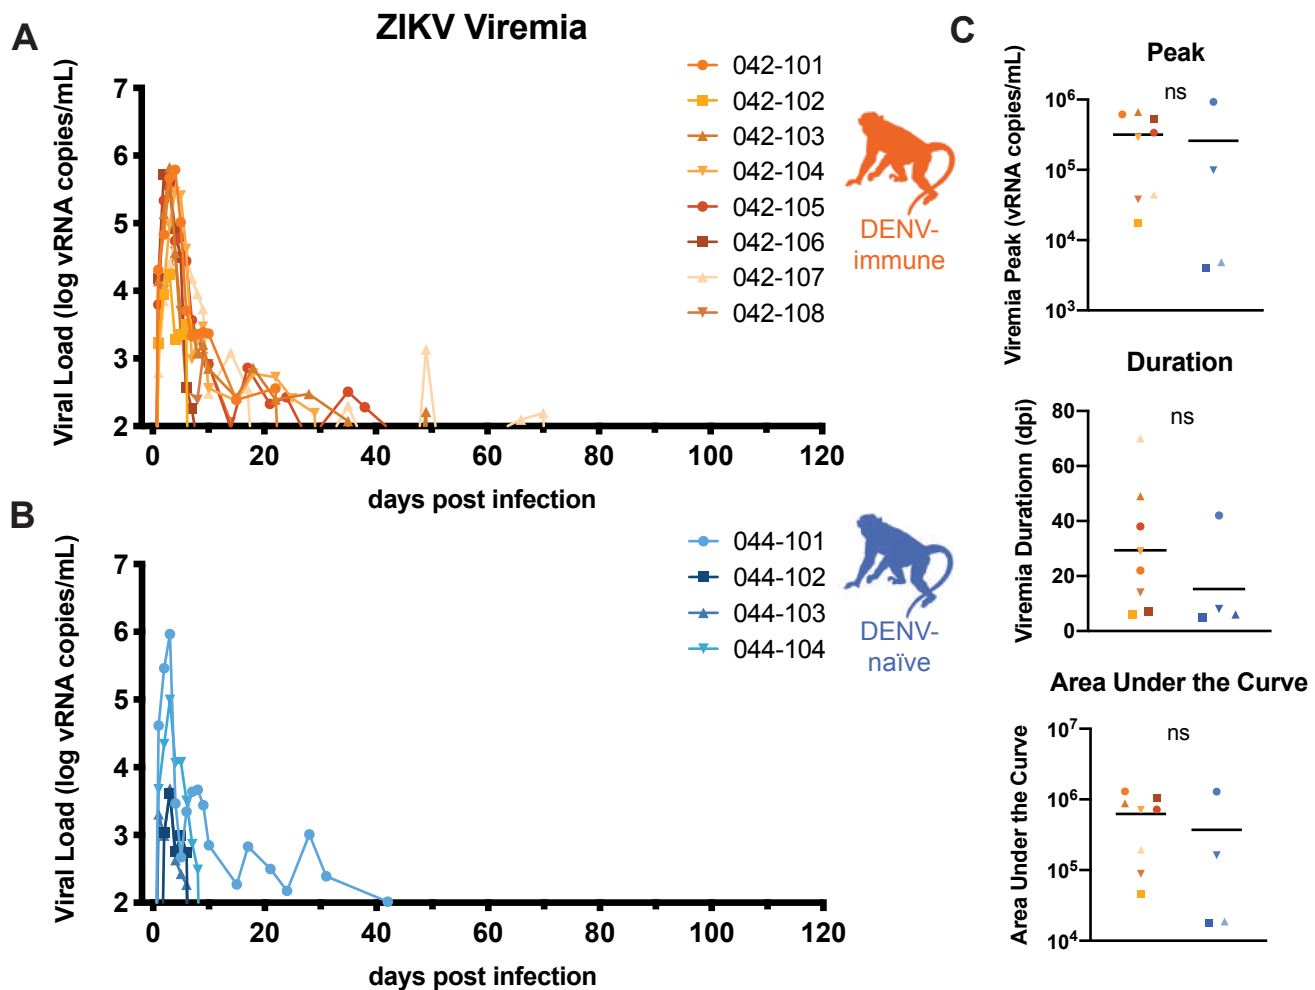 A
ZIKV Viremia
Viral Load (log vRNA copies/mL)
7
6
5
4
3
2
0
20
40
60
80
100
120
days post infection
042-101
042-102
042-103
042-104
042-105
042-106
042-107
042-108
DENV-
immune
B
Viral Load (log vRNA copies/mL)
7
6
5
4
3
2
0
20
40
60
80
100
120
days post infection
044-101
044-102
044-103
044-104
DENV-
naïve
C
Peak
ns
Viremia Peak (vRNA copies/mL)
10⁶
10⁵
10⁴
10³
Duration
ns
Viremia Durationn (dpi)
80
60
40
20
0
Area Under the Curve
ns
Area Under the Curve
10⁷
10⁶
10⁵
10⁴